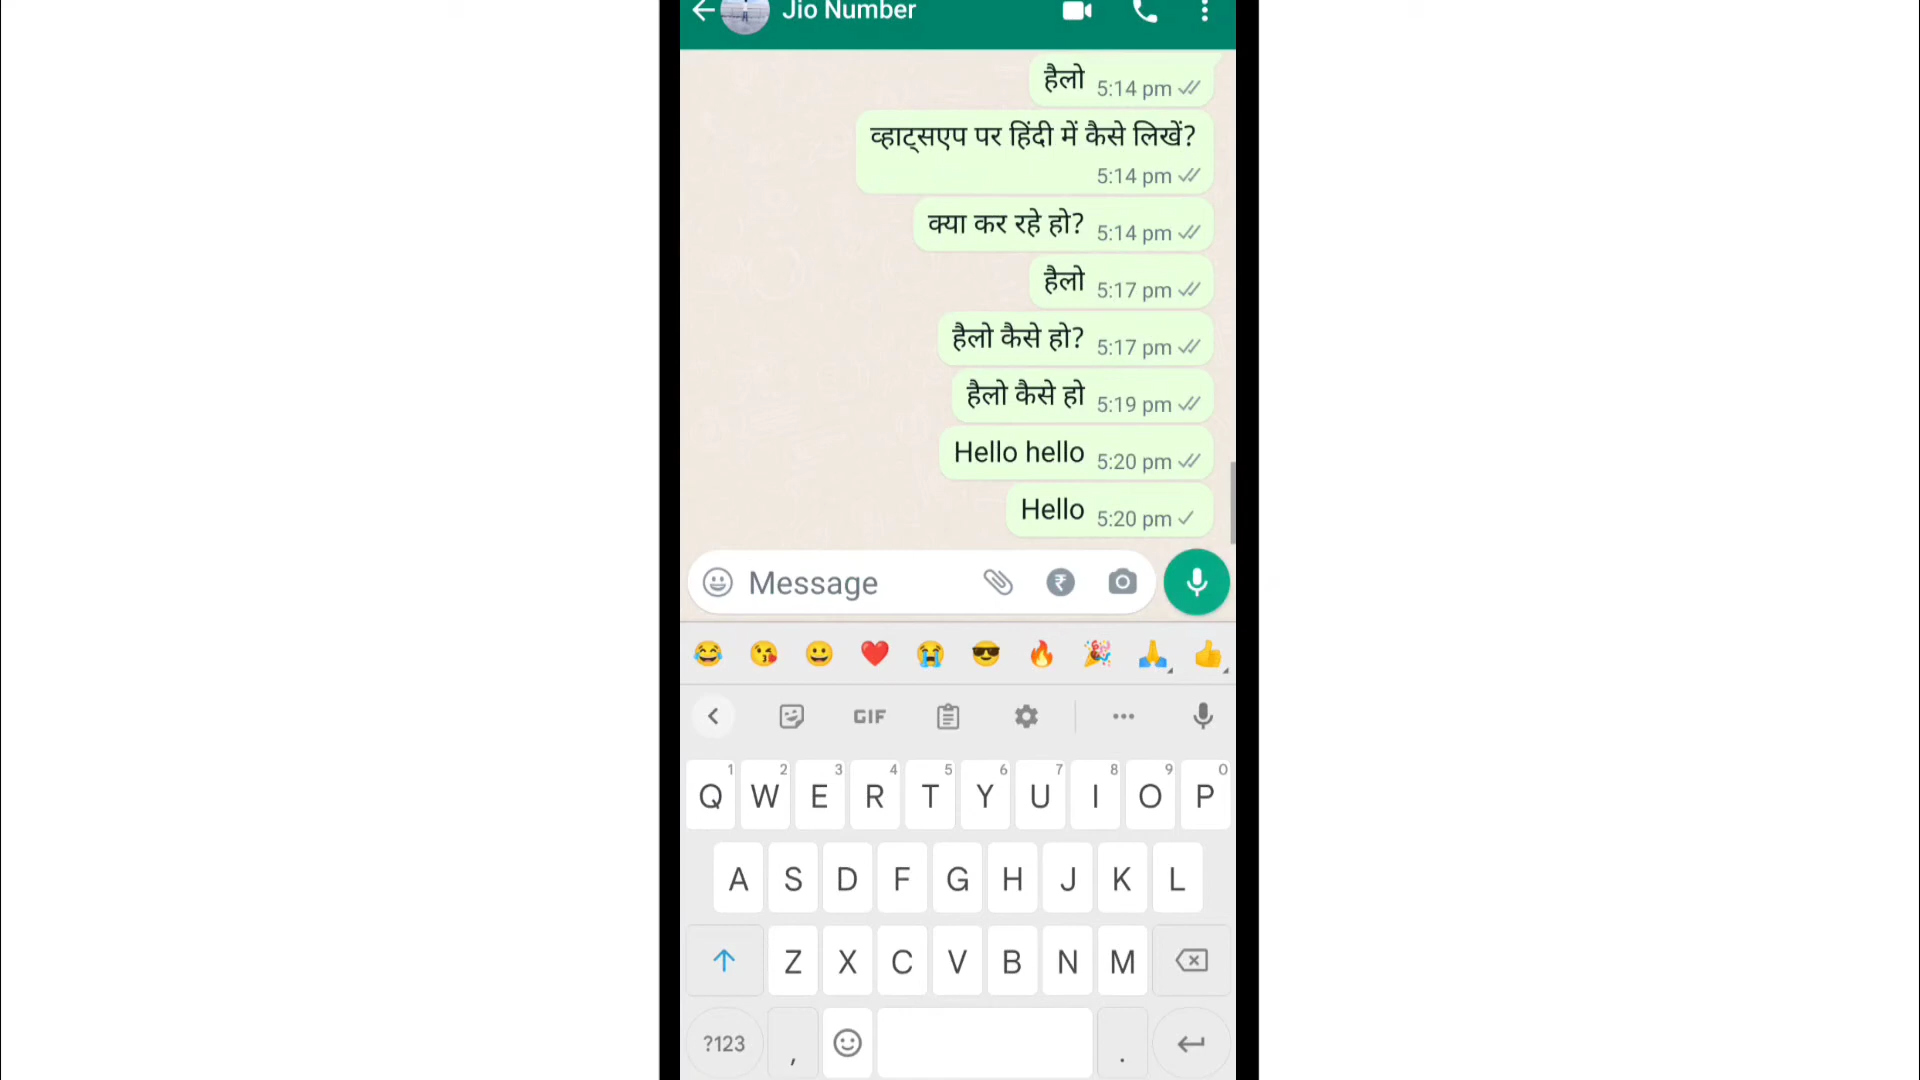 Jio Number
हैलो 5:14 pm
व्हाट्सएप पर हिंदी में कैसे लिखें?
5:14 pm
क्या कर रहे हो? 5:14 pm
हैलो 5:17 pm
हैलो कैसे हो? 5:17 pm
हैलो कैसे हो 5:19 pm
Hello hello 5:20 pm
Hello 5:20 pm
Message
GIF
1 2 3 4 5 6 7 8 9 0
Q W E R T Y U I O P
A S D F G H J K L
Z X C V B N M
?123 , .